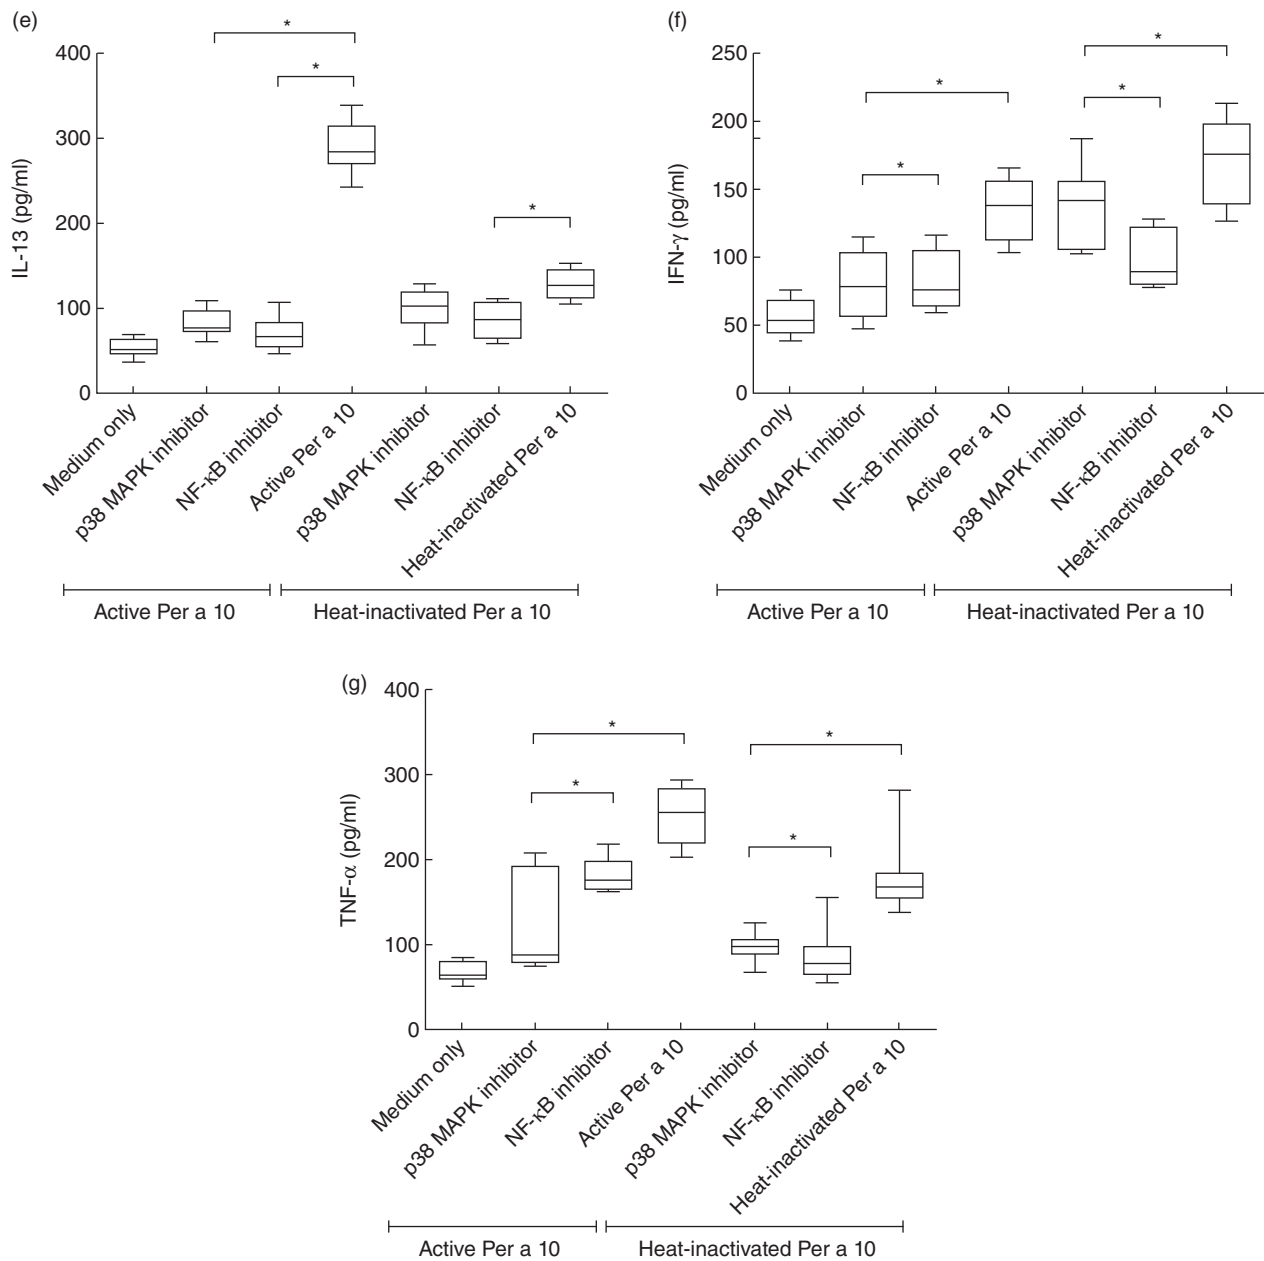 (e)
*
*
*
400
300
200
100
0
IL-13 (pg/ml)
Medium only
p38 MAPK inhibitor
NF-κB inhibitor
Active Per a 10
p38 MAPK inhibitor
NF-κB inhibitor
Heat-inactivated Per a 10
Active Per a 10
Heat-inactivated Per a 10
(f)
*
*
*
*
250
200
150
100
50
0
IFN-γ (pg/ml)
Medium only
p38 MAPK inhibitor
NF-κB inhibitor
Active Per a 10
p38 MAPK inhibitor
NF-κB inhibitor
Heat-inactivated Per a 10
Active Per a 10
Heat-inactivated Per a 10
(g)
*
*
*
*
400
300
200
100
0
TNF-α (pg/ml)
Medium only
p38 MAPK inhibitor
NF-κB inhibitor
Active Per a 10
p38 MAPK inhibitor
NF-κB inhibitor
Heat-inactivated Per a 10
Active Per a 10
Heat-inactivated Per a 10